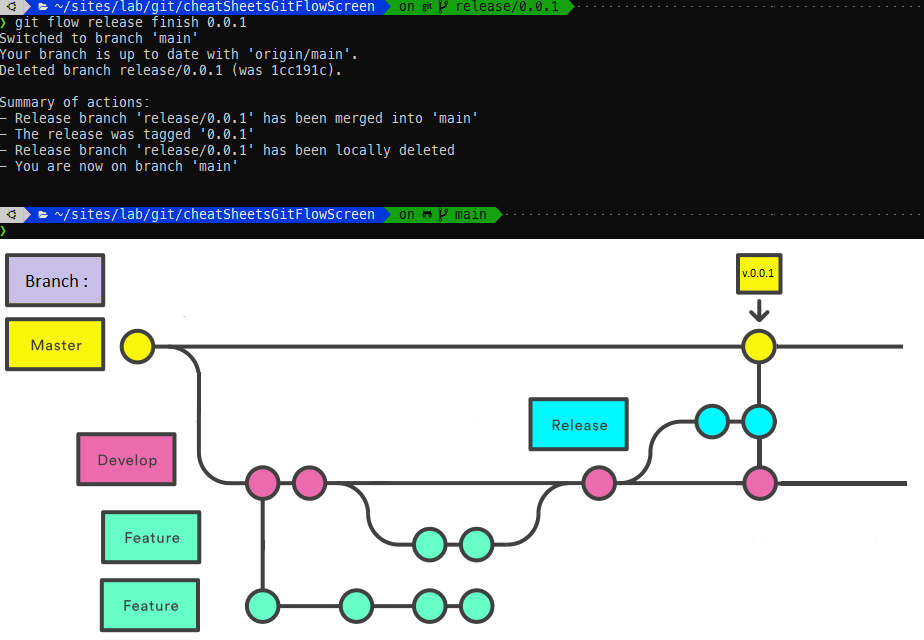 ~/sites/lab/git/cheatSheetsGitFlowScreen on git release/0.0.1
❯ git flow release finish 0.0.1
Switched to branch 'main'
Your branch is up to date with 'origin/main'.
Deleted branch release/0.0.1 (was 1cc191c).
Summary of actions:
- Release branch 'release/0.0.1' has been merged into 'main'
- The release was tagged '0.0.1'
- Release branch 'release/0.0.1' has been locally deleted
- You are now on branch 'main'
~/sites/lab/git/cheatSheetsGitFlowScreen on main
❯
Branch :
v.0.0.1
Master
Release
Develop
Feature
Feature